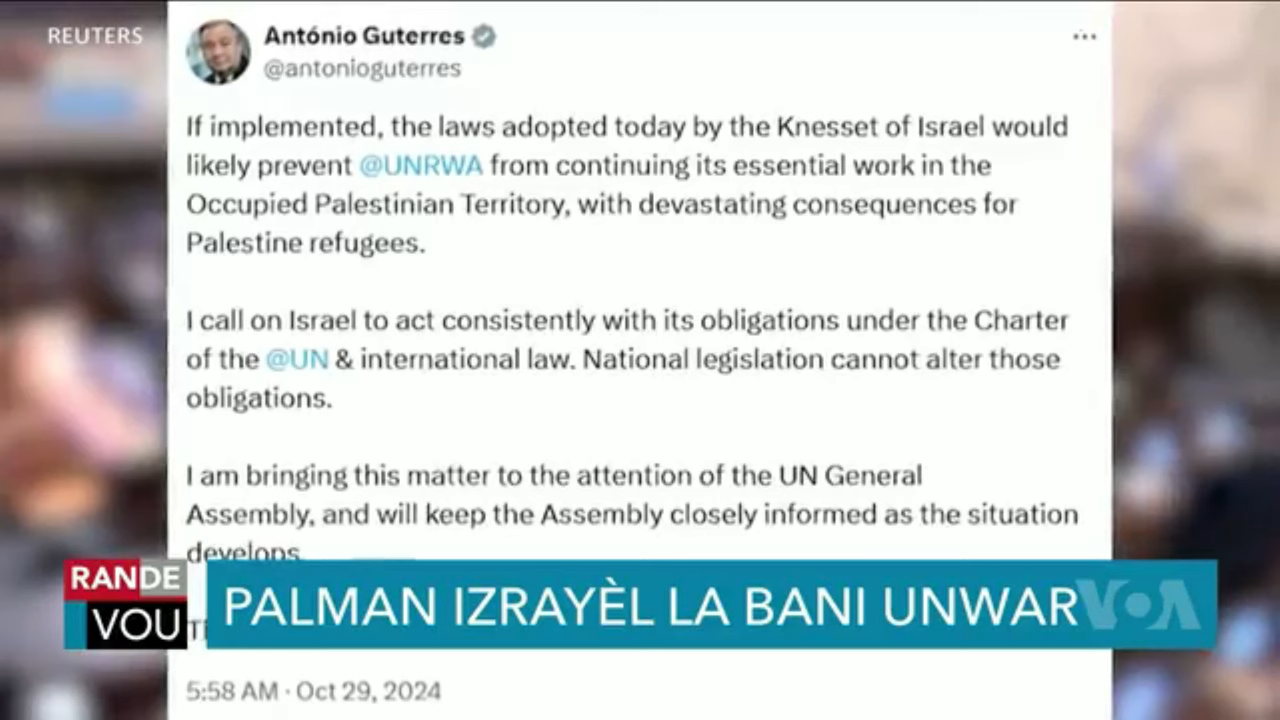 REUTERS
António Guterres
@antonioguterres
If implemented, the laws adopted today by the Knesset of Israel would
likely prevent @UNRWA from continuing its essential work in the
Occupied Palestinian Territory, with devastating consequences for
Palestine refugees.
I call on Israel to act consistently with its obligations under the Charter
of the @UN & international law. National legislation cannot alter those
obligations.
I am bringing this matter to the attention of the UN General
Assembly, and will keep the Assembly closely informed as the situation
develops.
RANDE
VOU
PALMAN IZRAYÈL LA BANI UNWAR
VOA
5:58 AM · Oct 29, 2024